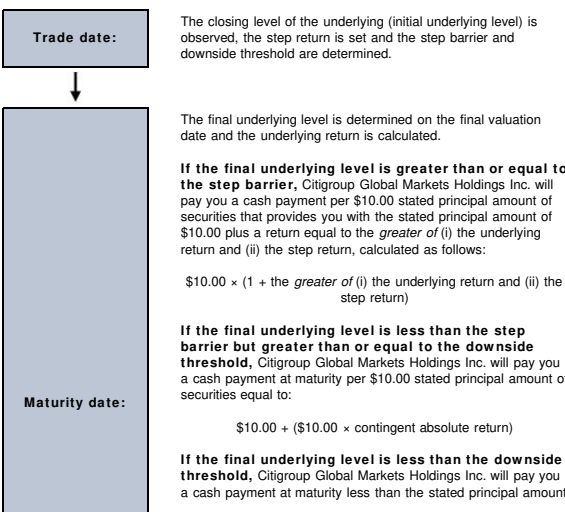 Trade date:
The closing level of the underlying (initial underlying level) is
observed, the step return is set and the step barrier and
downside threshold are determined.
Maturity date:
The final underlying level is determined on the final valuation
date and the underlying return is calculated.
If the final underlying level is greater than or equal to
the step barrier, Citigroup Global Markets Holdings Inc. will
pay you a cash payment per $10.00 stated principal amount of
securities that provides you with the stated principal amount of
$10.00 plus a return equal to the greater of (i) the underlying
return and (ii) the step return, calculated as follows:
$10.00 × (1 + the greater of (i) the underlying return and (ii) the
step return)
If the final underlying level is less than the step
barrier but greater than or equal to the downside
threshold, Citigroup Global Markets Holdings Inc. will pay you
a cash payment at maturity per $10.00 stated principal amount of
securities equal to:
$10.00 + ($10.00 × contingent absolute return)
If the final underlying level is less than the downside
threshold, Citigroup Global Markets Holdings Inc. will pay you
a cash payment at maturity less than the stated principal amount